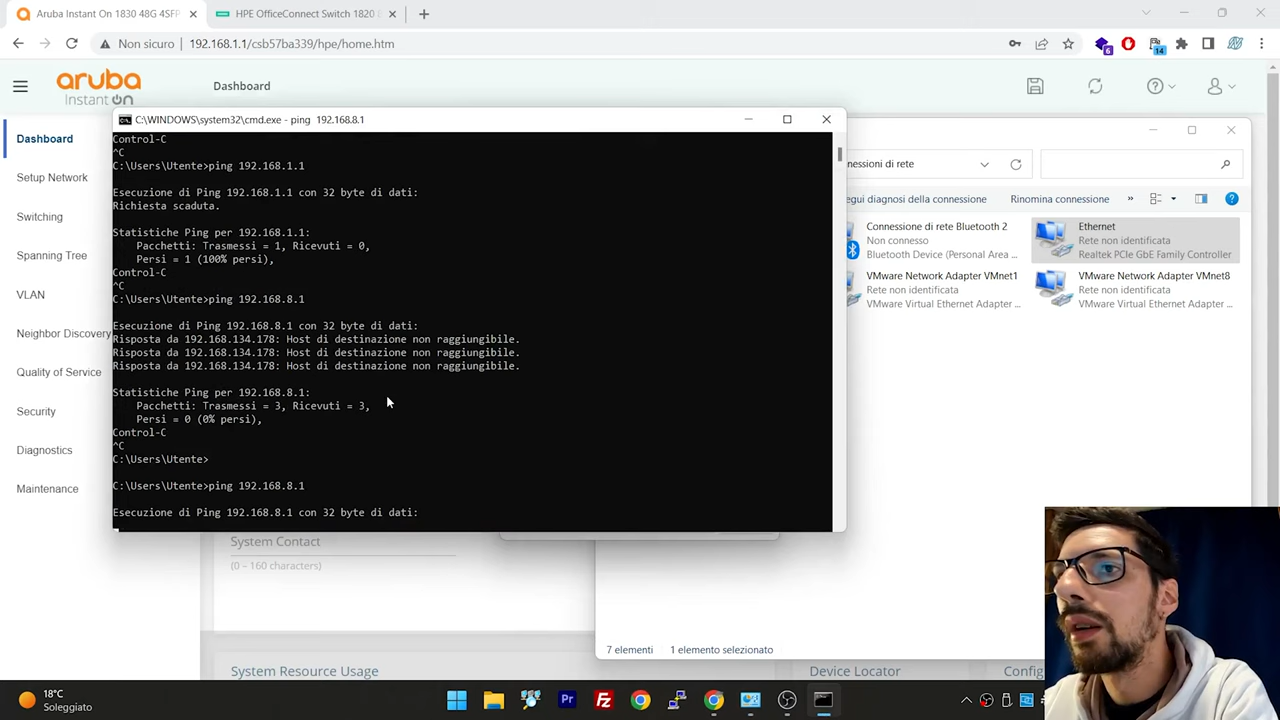 Aruba Instant On 1830 48G 4SFP
HPE OfficeConnect Switch 1820
Non sicuro
192.168.1.1/csb57ba339/hpe/home.htm
6
14
aruba
Instant On
Dashboard
Dashboard
Setup Network
Switching
Spanning Tree
VLAN
Neighbor Discovery
Quality of Service
Security
Diagnostics
Maintenance
C:\WINDOWS\system32\cmd.exe - ping 192.168.8.1
Control-C
^C
C:\Users\Utente>ping 192.168.1.1
Esecuzione di Ping 192.168.1.1 con 32 byte di dati:
Richiesta scaduta.
Statistiche Ping per 192.168.1.1:
Pacchetti: Trasmessi = 1, Ricevuti = 0,
Persi = 1 (100% persi),
Control-C
^C
C:\Users\Utente>ping 192.168.8.1
Esecuzione di Ping 192.168.8.1 con 32 byte di dati:
Risposta da 192.168.134.178: Host di destinazione non raggiungibile.
Risposta da 192.168.134.178: Host di destinazione non raggiungibile.
Risposta da 192.168.134.178: Host di destinazione non raggiungibile.
Statistiche Ping per 192.168.8.1:
Pacchetti: Trasmessi = 3, Ricevuti = 3,
Persi = 0 (0% persi),
Control-C
^C
C:\Users\Utente>
C:\Users\Utente>ping 192.168.8.1
Esecuzione di Ping 192.168.8.1 con 32 byte di dati:
nessioni di rete
egui diagnosi della connessione
Rinomina connessione
»
Connessione di rete Bluetooth 2
Non connesso
Bluetooth Device (Personal Area ...
Ethernet
Rete non identificata
Realtek PCIe GbE Family Controller
VMware Network Adapter VMnet1
Rete non identificata
VMware Virtual Ethernet Adapter ...
VMware Network Adapter VMnet8
Rete non identificata
VMware Virtual Ethernet Adapter ...
System Contact
(0 – 160 characters)
7 elementi
1 elemento selezionato
System Resource Usage
Device Locator
Config
18°C
Soleggiato
Pr
Fz